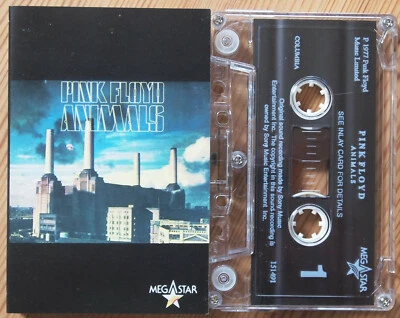 PINK FLOYD
ANIMALS
MEGASTAR
COLUMBIA
P 1977 Pink Floyd
Music Limited
Original sound recording made by Sony Music
Entertainment Inc. The copyright in this sound recording is
owned by Sony Music Entertainment Inc.
151491
PINK FLOYD
ANIMALS
SEE INLAY CARD FOR DETAILS
1
MEGASTAR